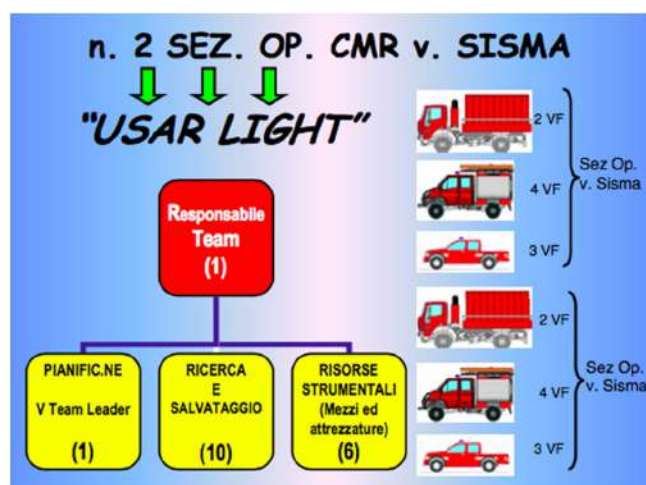 n. 2 SEZ. OP. CMR v. SISMA
"USAR LIGHT"
Responsabile
Team
(1)
PIANIFIC.NE
V Team Leader
(1)
RICERCA
E
SALVATAGGIO
(10)
RISORSE
STRUMENTALI
(Mezzi ed
attrezzature)
(6)
2 VF
4 VF
3 VF
Sez Op.
v. Sisma
2 VF
4 VF
3 VF
Sez Op.
v. Sisma